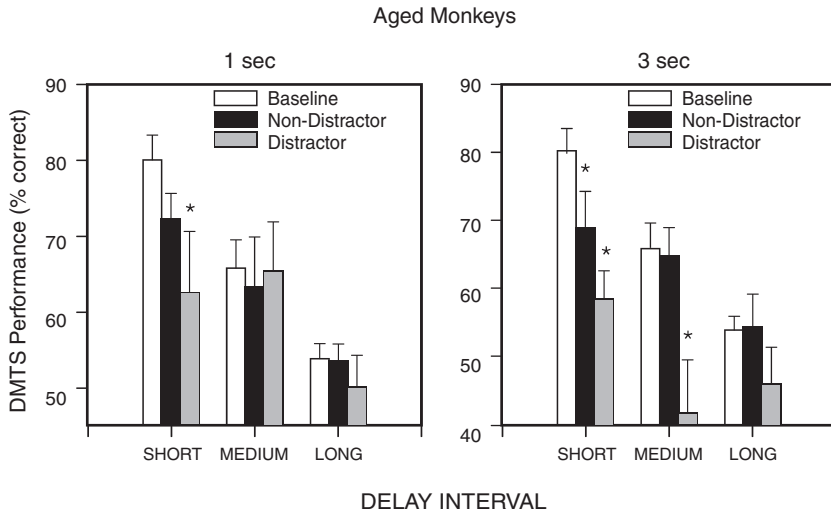 Aged Monkeys
1 sec
3 sec
DMTS Performance (% correct)
90
80
70
60
50
Baseline
Non-Distractor
Distractor
*
SHORT MEDIUM LONG
90
80
70
60
50
40
Baseline
Non-Distractor
Distractor
*
*
*
SHORT MEDIUM LONG
DELAY INTERVAL